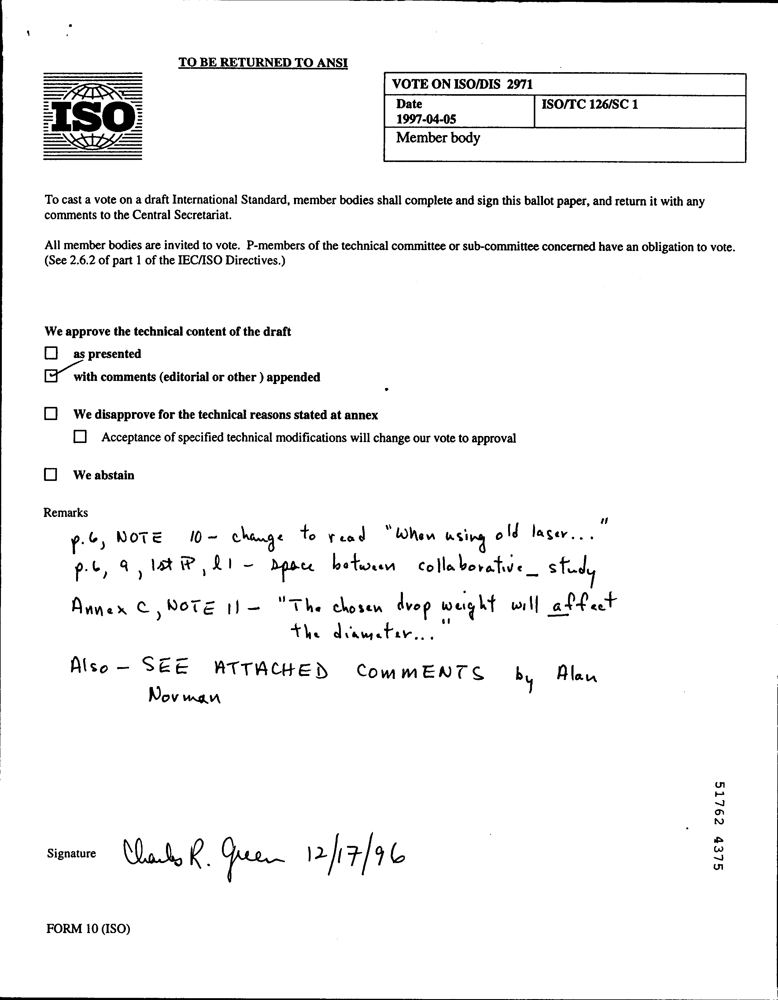 TO BE RETURNED TO ANSI
ISO
VOTE ON ISO/DIS 2971
Date
1997-04-05
ISO/TC 126/SC 1
Member body
To cast a vote on a draft International Standard, member bodies shall complete and sign this ballot paper, and return it with any
comments to the Central Secretariat.
All member bodies are invited to vote. P-members of the technical committee or sub-committee concerned have an obligation to vote.
(See 2.6.2 of part 1 of the IEC/ISO Directives.)
We approve the technical content of the draft
as presented
with comments (editorial or other ) appended
We disapprove for the technical reasons stated at annex
Acceptance of specified technical modifications will change our vote to approval
We abstain
Remarks
p.6, NOTE 10 - change to read "When using old laser..."
p.6, 9, 1st ¶, l1 - space between collaborative_study
Annex C, NOTE 11 - "The chosen drop weight will affect
the diameter..."
Also - SEE ATTACHED COMMENTS by Alan
Norman
Signature Charles R. Green 12/17/96
FORM 10 (ISO)
51762 4375